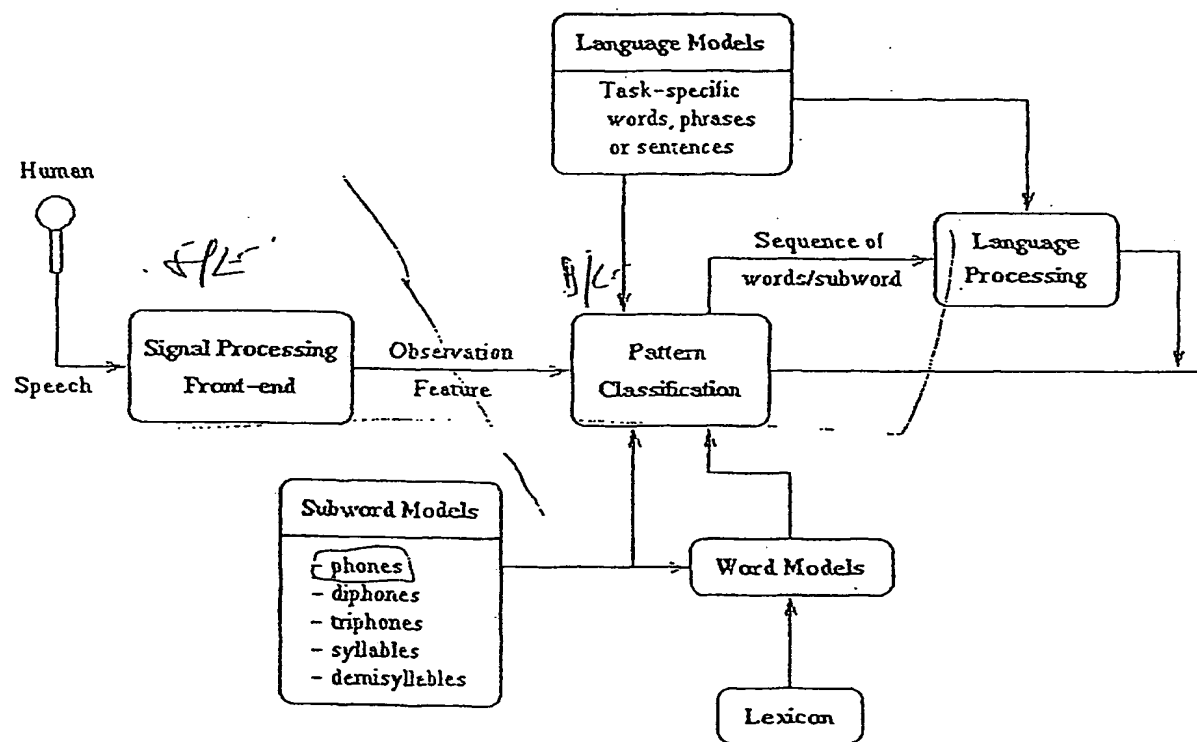 Language Models
Task-specific
words, phrases
or sentences
Human
Speech
Signal Processing
Front-end
Observation
Feature
Pattern
Classification
Sequence of
words/subword
Language
Processing
Subword Models
- phones
- diphones
- triphones
- syllables
- demisyllebles
Word Models
Lexicon